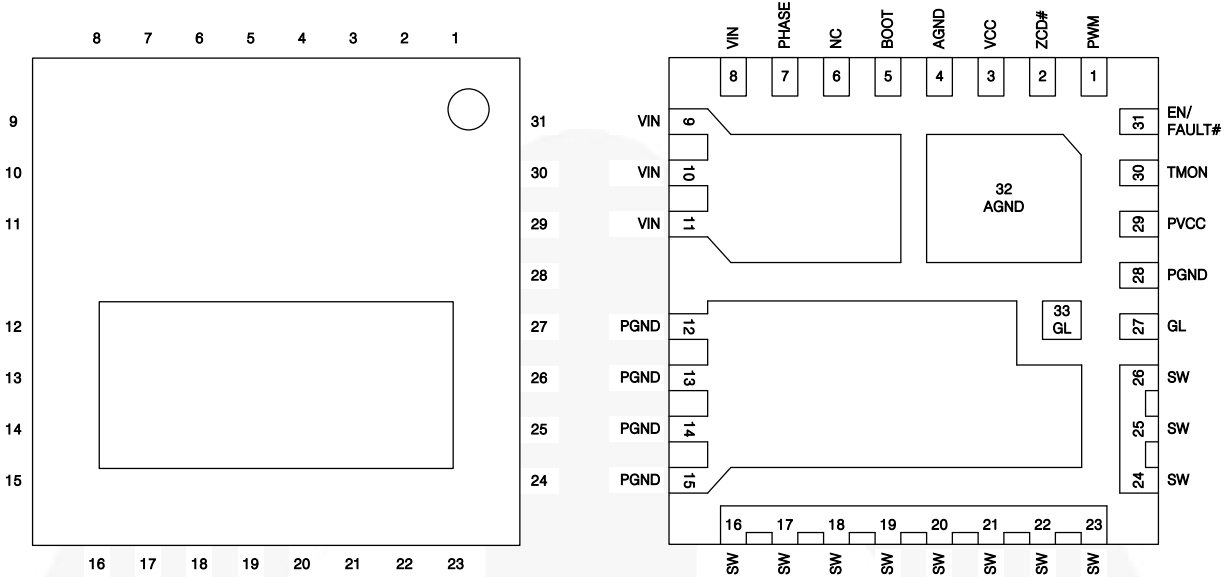 8 7 6 5 4 3 2 1
9
10
11
12
13
14
15
31
30
29
28
27
26
25
24
16 17 18 19 20 21 22 23
VIN PHASE NC BOOT AGND VCC ZCD# PWM
8 7 6 5 4 3 2 1
VIN 9
VIN 10
VIN 11
PGND 12
PGND 13
PGND 14
PGND 15
32
AGND
33
GL
31 EN/
FAULT#
30 TMON
29 PVCC
28 PGND
27 GL
26 SW
25 SW
24 SW
16 17 18 19 20 21 22 23
SW SW SW SW SW SW SW SW